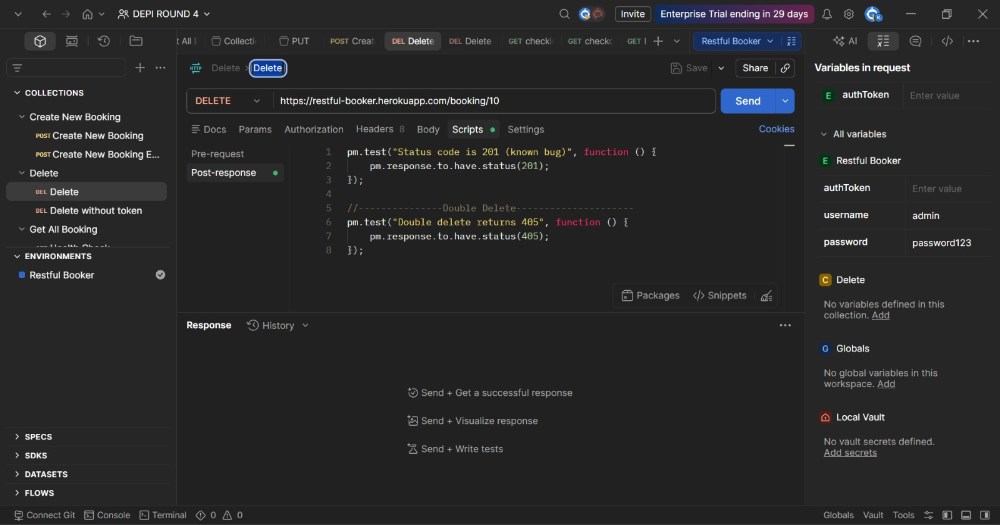 DEPI ROUND 4
Invite
Enterprise Trial ending in 29 days
K
t All
Collecti
PUT
POST Creat
DEL Delete
DEL Delete
GET checki
GET checkc
GET
Restful Booker
AI
HTTP Delete > Delete
Save
Share
Variables in request
COLLECTIONS
DELETE
https://restful-booker.herokuapp.com/booking/10
Send
E authToken
Enter value
Create New Booking
POST Create New Booking
POST Create New Booking E...
Docs
Params
Authorization
Headers 8
Body
Scripts
Settings
Cookies
All variables
Pre-request
Post-response
1 pm.test("Status code is 201 (known bug)", function () {
2 pm.response.to.have.status(201);
3 });
4
5 //---------------Double Delete---------------------
6 pm.test("Double delete returns 405", function () {
7 pm.response.to.have.status(405);
8 });
E Restful Booker
Delete
DEL Delete
DEL Delete without token
Get All Booking
authToken
Enter value
username
admin
password
password123
ENVIRONMENTS
Restful Booker
C Delete
Packages
</> Snippets
No variables defined in this
collection. Add
Response
History
G Globals
No global variables in this
workspace. Add
Send + Get a successful response
Send + Visualize response
Send + Write tests
Local Vault
No vault secrets defined.
Add secrets
SPECS
SDKS
DATASETS
FLOWS
Connect Git
Console
Terminal
0
0
Globals
Vault
Tools